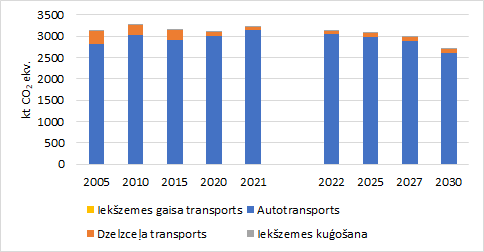 3500
3000
2500
2000
1500
1000
500
0
kt CO₂ ekv.
2005 2010 2015 2020 2021 2022 2025 2027 2030
Iekšzemes gaisa transports Autotransports
Dzelzceļa transports Iekšzemes kuģošana